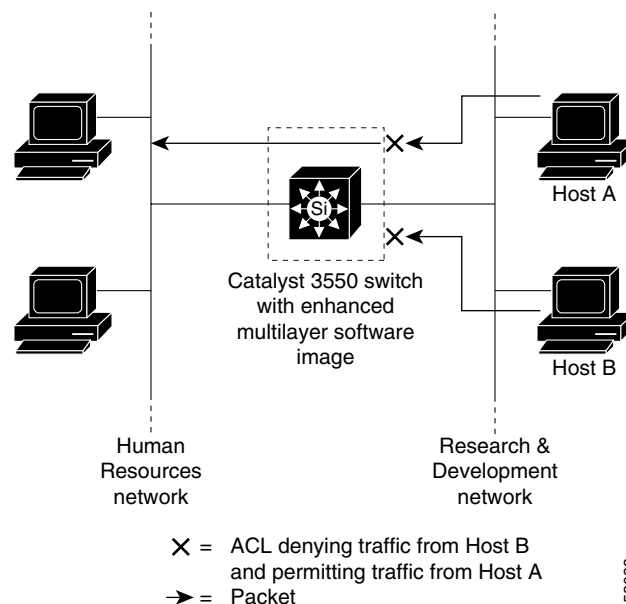 Si
Host A
Catalyst 3550 switch
with enhanced
multilayer software
image
Host B
Human
Resources
network
Research &
Development
network
X = ACL denying traffic from Host B
and permitting traffic from Host A
= Packet